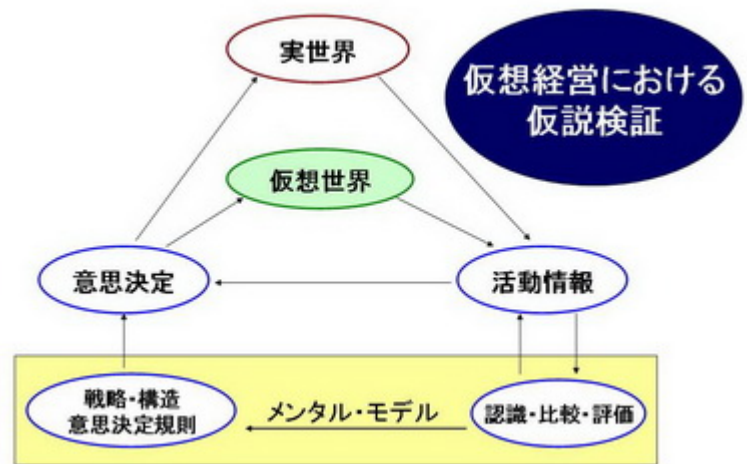 実世界
仮想経営における
仮説検証
仮想世界
意思決定
活動情報
戦略・構造
意思決定規則
メンタル・モデル
認識・比較・評価